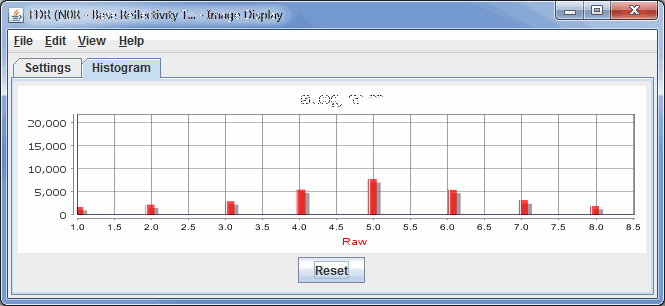 FDR (N0R - Base Reflectivity T... - Image Display
File Edit View Help
Settings Histogram
20,000
15,000
10,000
5,000
0
1.0 1.5 2.0 2.5 3.0 3.5 4.0 4.5 5.0 5.5 6.0 6.5 7.0 7.5 8.0 8.5
Raw
Reset